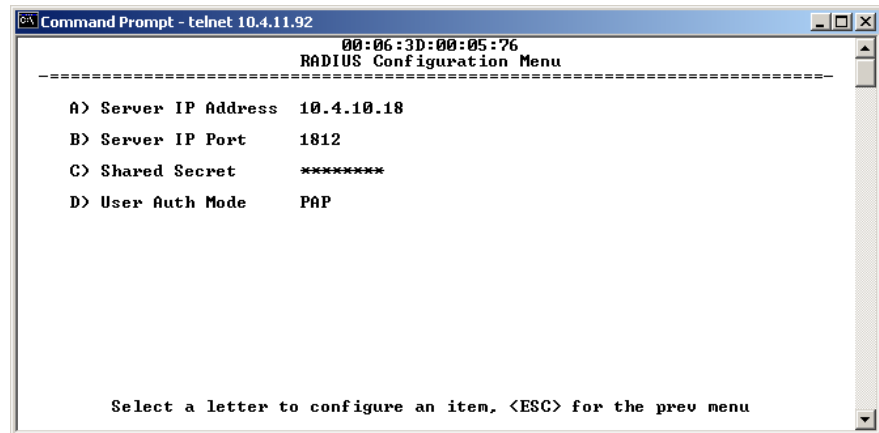 Command Prompt - telnet 10.4.11.92
00:06:3D:00:05:76
RADIUS Configuration Menu
-==========================================================================-
A) Server IP Address 10.4.10.18
B) Server IP Port 1812
C) Shared Secret ********
D) User Auth Mode PAP
Select a letter to configure an item, <ESC> for the prev menu